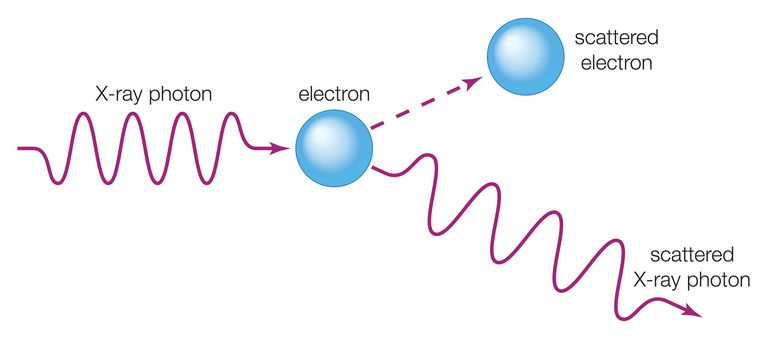 scattered
electron
X-ray photon
electron
scattered
X-ray photon